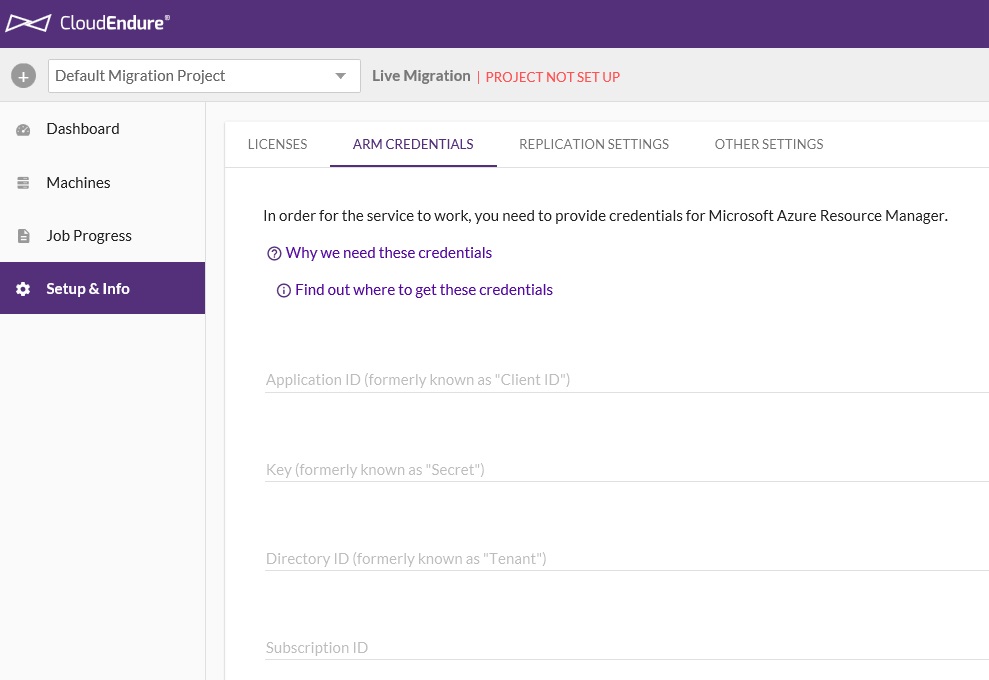 CloudEndure®
Default Migration Project
Live Migration | PROJECT NOT SET UP
Dashboard
Machines
Job Progress
Setup & Info
LICENSES ARM CREDENTIALS REPLICATION SETTINGS OTHER SETTINGS
In order for the service to work, you need to provide credentials for Microsoft Azure Resource Manager.
Why we need these credentials
Find out where to get these credentials
Application ID (formerly known as "Client ID")
Key (formerly known as "Secret")
Directory ID (formerly known as "Tenant")
Subscription ID